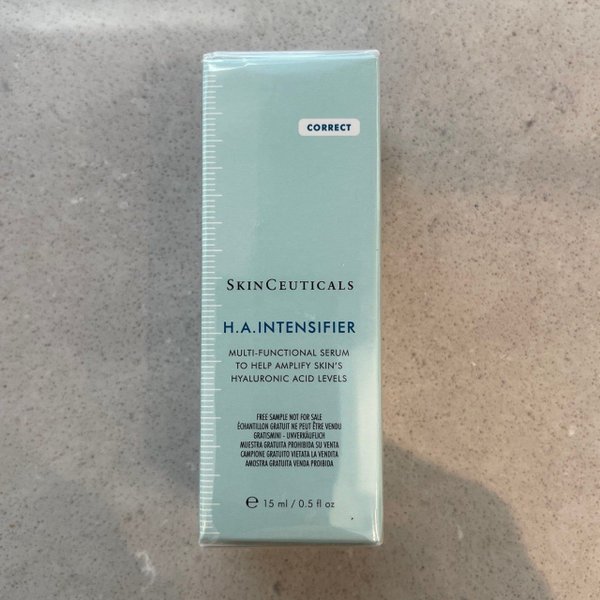 CORRECT
SKINCEUTICALS
H.A.INTENSIFIER
MULTI-FUNCTIONAL SERUM
TO HELP AMPLIFY SKIN'S
HYALURONIC ACID LEVELS
FREE SAMPLE NOT FOR SALE
ÉCHANTILLON GRATUIT NE PEUT ÊTRE VENDU
GRATISMINI - UNVERKÄUFLICH
MUESTRA GRATUITA PROHIBIDA SU VENTA
CAMPIONE GRATUITO VIETATA LA VENDITA
AMOSTRA GRATUITA VENDA PROIBIDA
℮ 15 ml / 0.5 fl oz